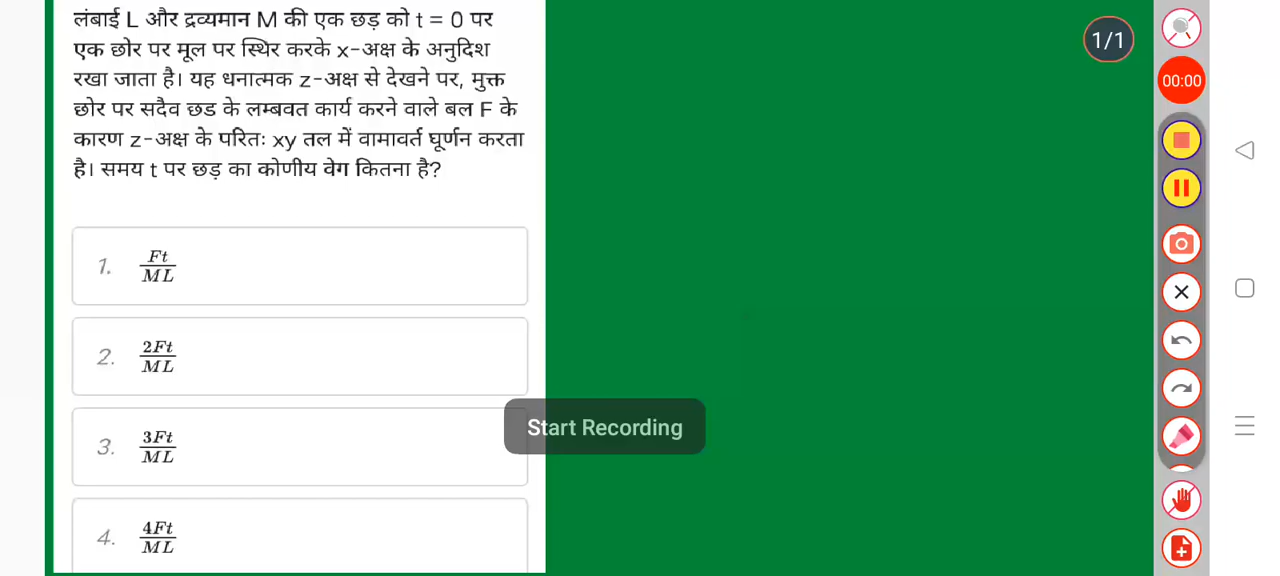 लंबाई L और द्रव्यमान M की एक छड़ को t = 0 पर
एक छोर पर मूल पर स्थिर करके x-अक्ष के अनुदिश
रखा जाता है। यह धनात्मक z-अक्ष से देखने पर, मुक्त
छोर पर सदैव छड के लम्बवत कार्य करने वाले बल F के
कारण z-अक्ष के परितः xy तल में वामावर्त घूर्णन करता
है। समय t पर छड़ का कोणीय वेग कितना है?
1. Ft/ML
2. 2Ft/ML
3. 3Ft/ML
4. 4Ft/ML
Start Recording
1/1
00:00